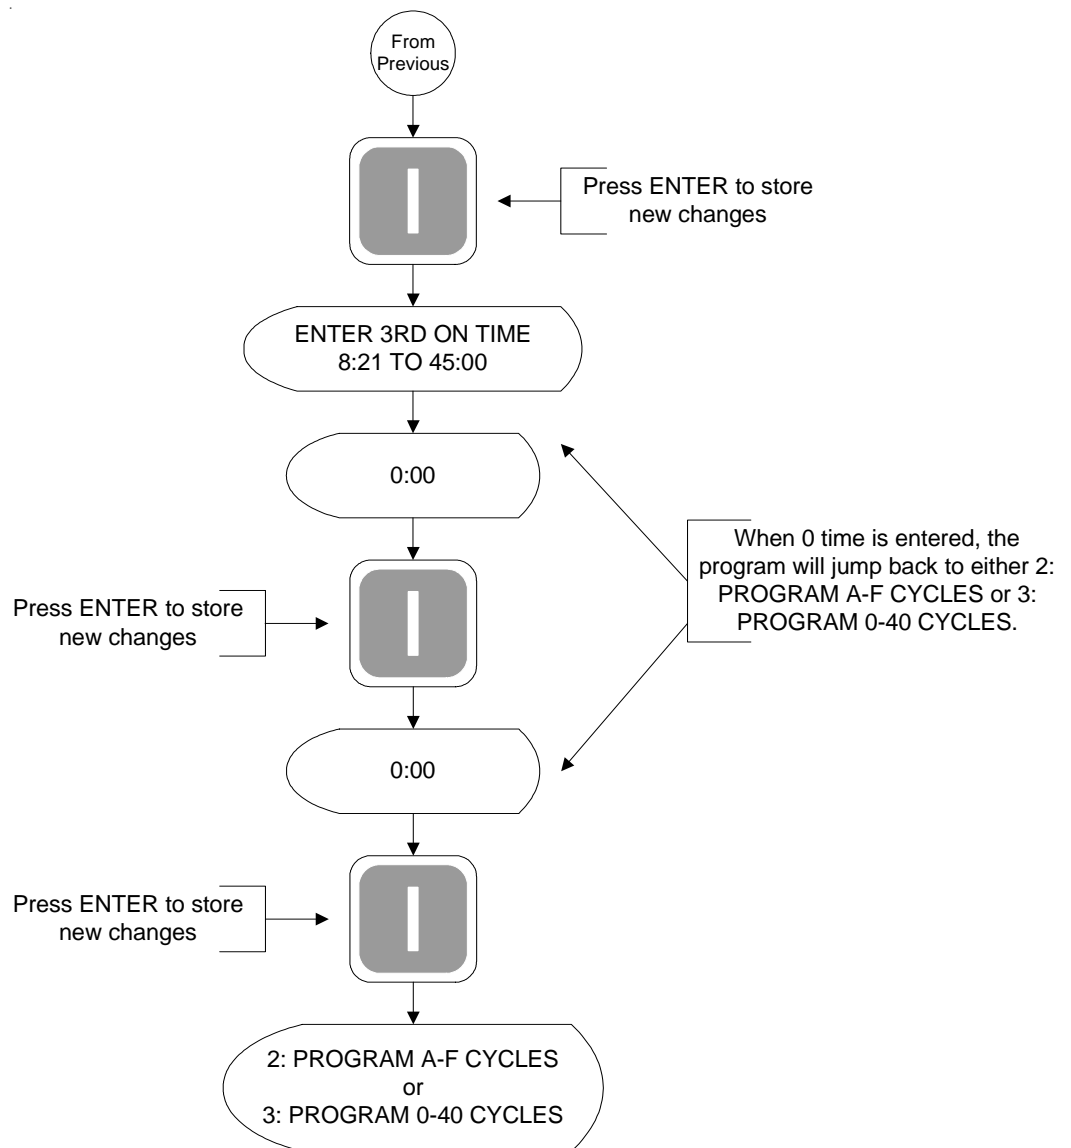 From
Previous
Press ENTER to store
new changes
ENTER 3RD ON TIME
8:21 TO 45:00
0:00
When 0 time is entered, the
program will jump back to either 2:
PROGRAM A-F CYCLES or 3:
PROGRAM 0-40 CYCLES.
Press ENTER to store
new changes
0:00
Press ENTER to store
new changes
2: PROGRAM A-F CYCLES
or
3: PROGRAM 0-40 CYCLES